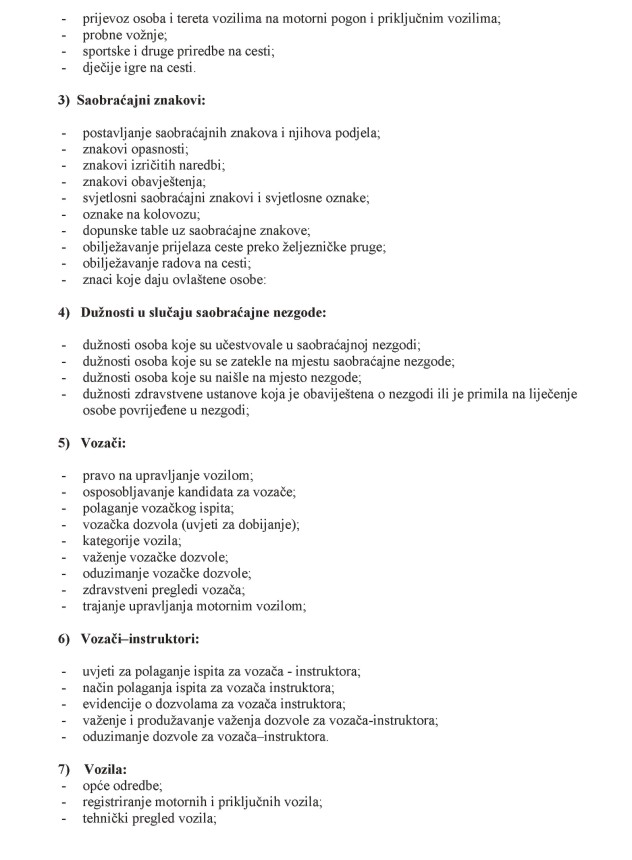 - prijevoz osoba i tereta vozilima na motorni pogon i priključnim vozilima;
- probne vožnje;
- sportske i druge priredbe na cesti;
- dječije igre na cesti.
3) Saobraćajni znakovi:
- postavljanje saobraćajnih znakova i njihova podjela;
- znakovi opasnosti;
- znakovi izričitih naredbi;
- znakovi obavještenja;
- svjetlosni saobraćajni znakovi i svjetlosne oznake;
- oznake na kolovozu;
- dopunske table uz saobraćajne znakove;
- obilježavanje prijelaza ceste preko željezničke pruge;
- obilježavanje radova na cesti;
- znaci koje daju ovlaštene osobe:
4) Dužnosti u slučaju saobraćajne nezgode:
- dužnosti osoba koje su učestvovale u saobraćajnoj nezgodi;
- dužnosti osoba koje su se zatekle na mjestu saobraćajne nezgode;
- dužnosti osoba koje su naišle na mjesto nezgode;
- dužnosti zdravstvene ustanove koja je obaviještena o nezgodi ili je primila na liječenje
osobe povrijeđene u nezgodi;
5) Vozači:
- pravo na upravljanje vozilom;
- osposobljavanje kandidata za vozače;
- polaganje vozačkog ispita;
- vozačka dozvola (uvjeti za dobijanje);
- kategorije vozila;
- važenje vozačke dozvole;
- oduzimanje vozačke dozvole;
- zdravstveni pregledi vozača;
- trajanje upravljanja motornim vozilom;
6) Vozači–instruktori:
- uvjeti za polaganje ispita za vozača - instruktora;
- način polaganja ispita za vozača instruktora;
- evidencije o dozvolama za vozača instruktora;
- važenje i produžavanje važenja dozvole za vozača-instruktora;
- oduzimanje dozvole za vozača–instruktora.
7) Vozila:
- opće odredbe;
- registriranje motornih i priključnih vozila;
- tehnički pregled vozila;